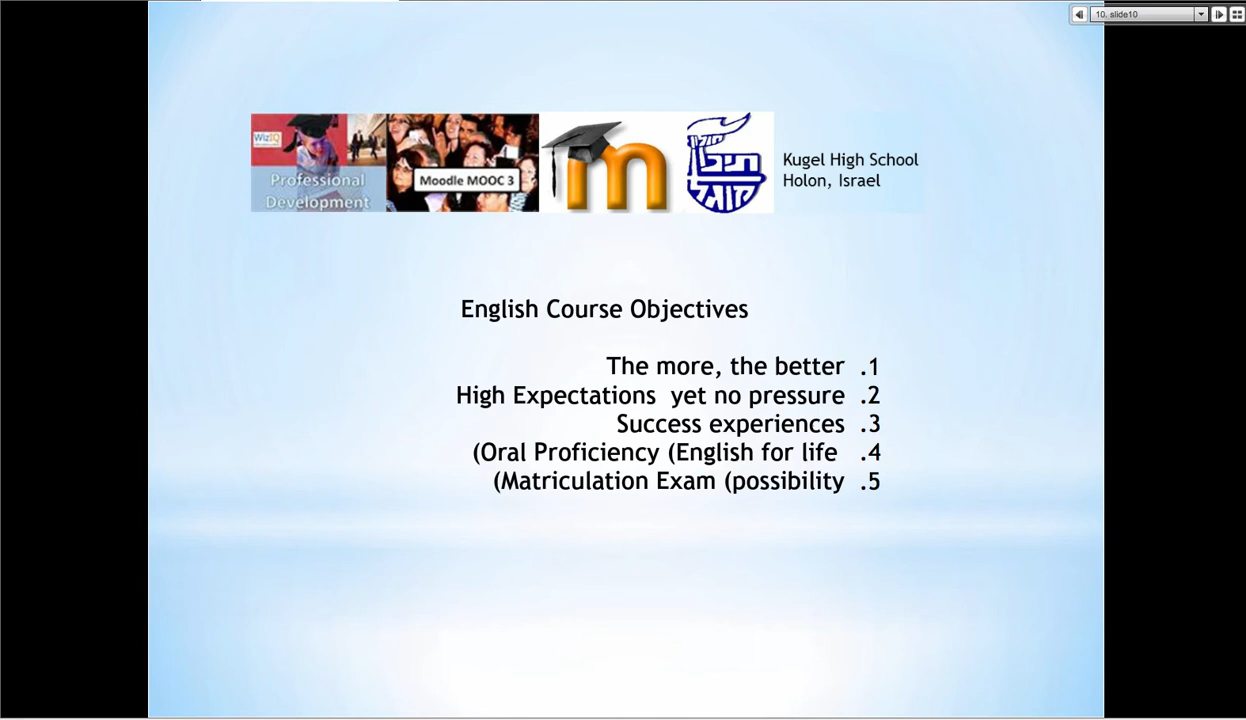 10. slide10
WizIQ
Professional
Development
Moodle MOOC 3
m
Kugel High School
Holon, Israel
English Course Objectives
The more, the better .1
High Expectations yet no pressure .2
Success experiences .3
(Oral Proficiency (English for life .4
(Matriculation Exam (possibility .5